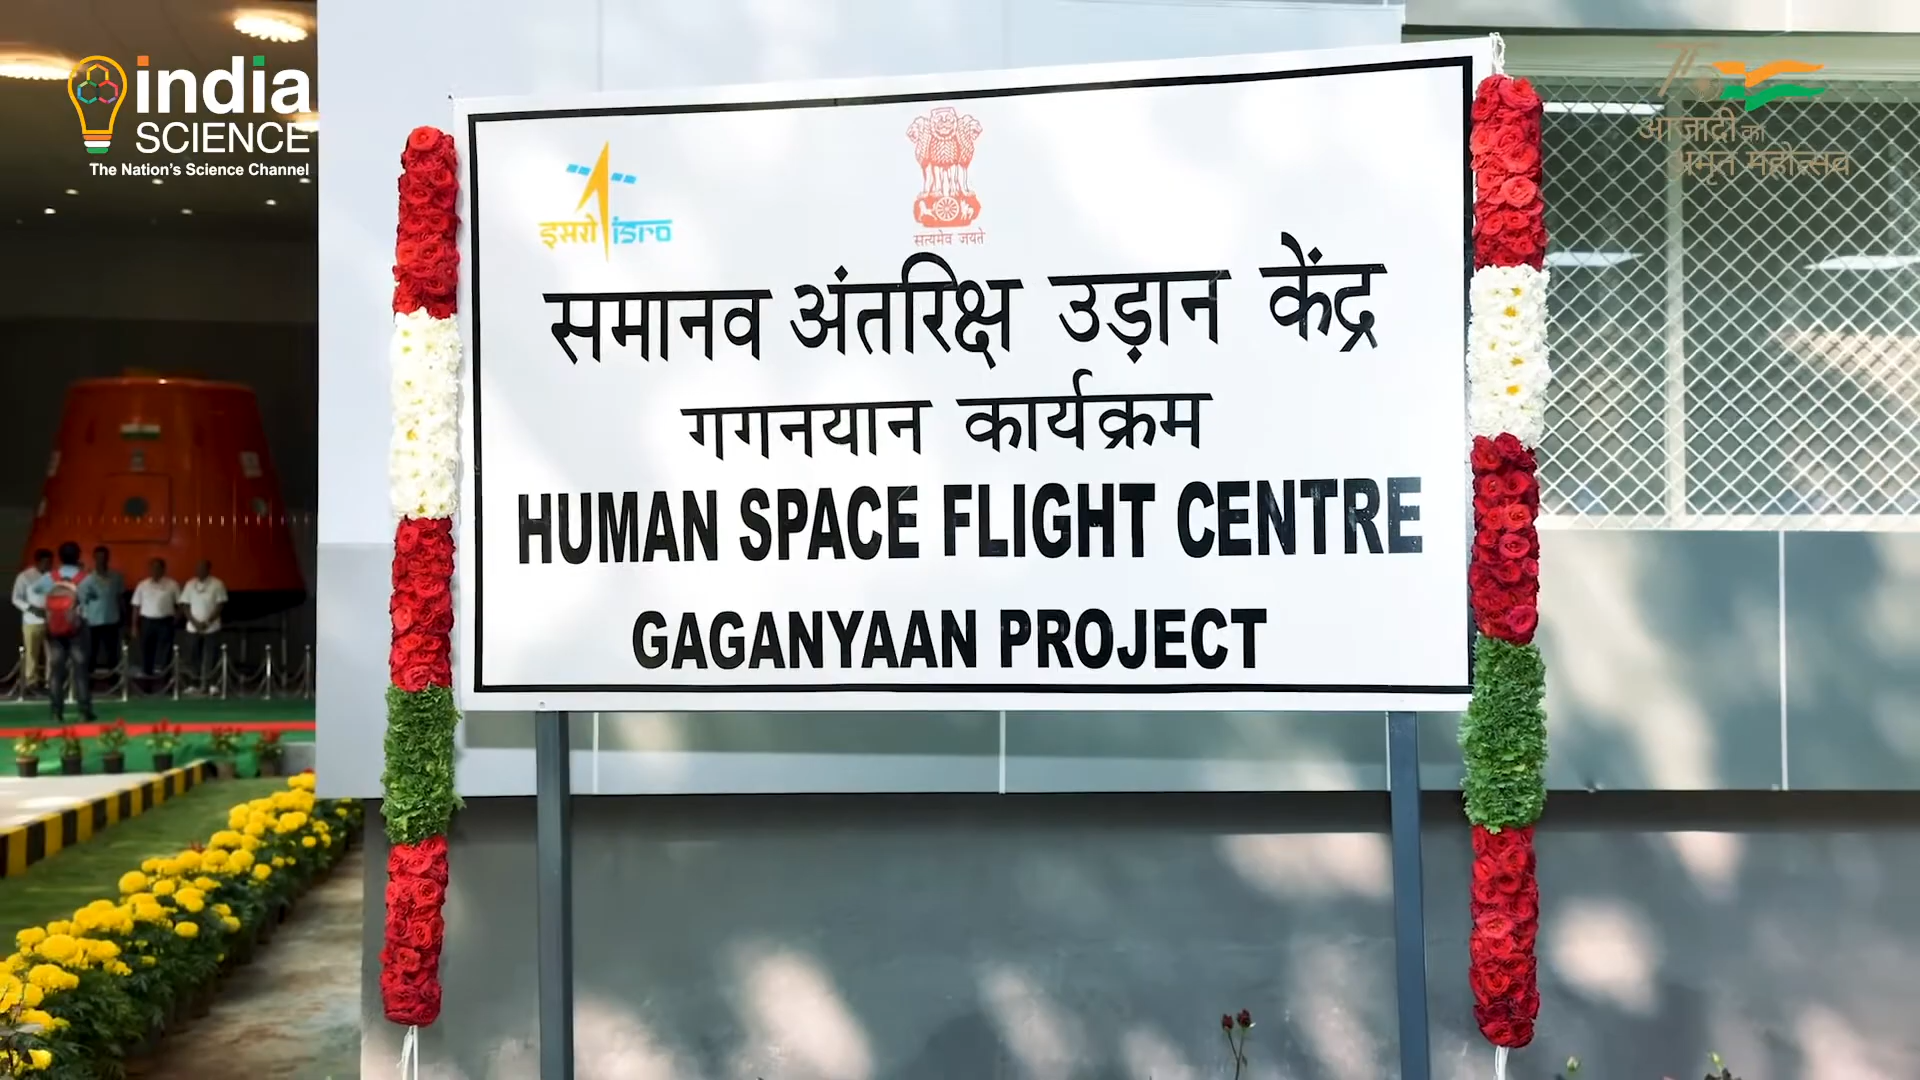 india
SCIENCE
The Nation's Science Channel
75
आज़ादी का
अमृत महोत्सव
इसरो isro
सत्यमेव जयते
समानव अंतरिक्ष उड़ान केंद्र
गगनयान कार्यक्रम
HUMAN SPACE FLIGHT CENTRE
GAGANYAAN PROJECT